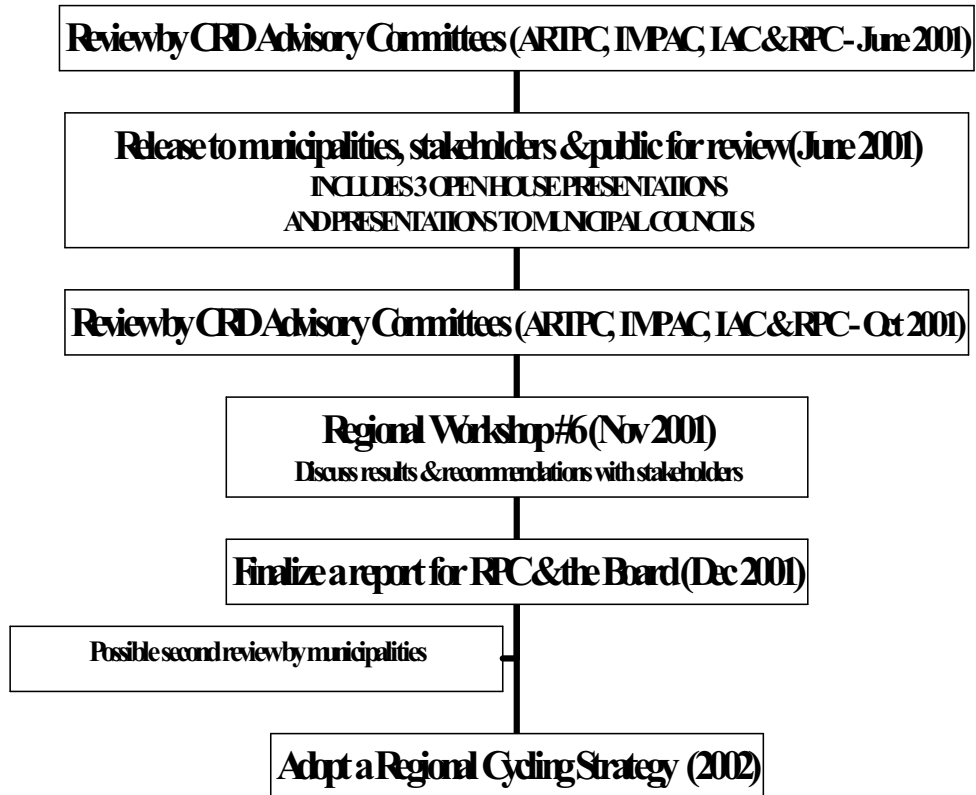 Review by CRD Advisory Committees (ARTPC, TMPAC, IAC & RPC - June 2001)
Release to municipalities, stakeholders & public for review (June 2001)
INCLUDES 3 OPEN HOUSE PRESENTATIONS
AND PRESENTATIONS TO MUNICIPAL COUNCILS
Review by CRD Advisory Committees (ARTPC, TMPAC, IAC & RPC - Oct 2001)
Regional Workshop #6 (Nov 2001)
Discuss results & recommendations with stakeholders
Finalize a report for RPC & the Board (Dec 2001)
Possible second review by municipalities
Adopt a Regional Cycling Strategy (2002)